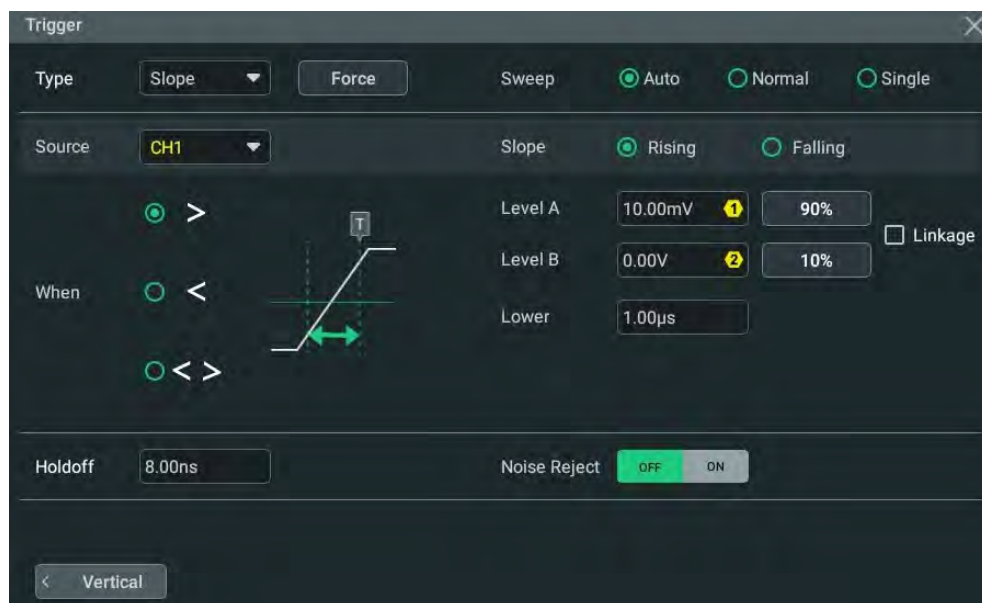 Trigger
Type Slope Force Sweep Auto Normal Single
Source CH1 Slope Rising Falling
When > < < >
T
Level A 10.00mV 1 90%
Level B 0.00V 2 10%
Linkage
Lower 1.00µs
Holdoff 8.00ns Noise Reject OFF ON
< Vertical